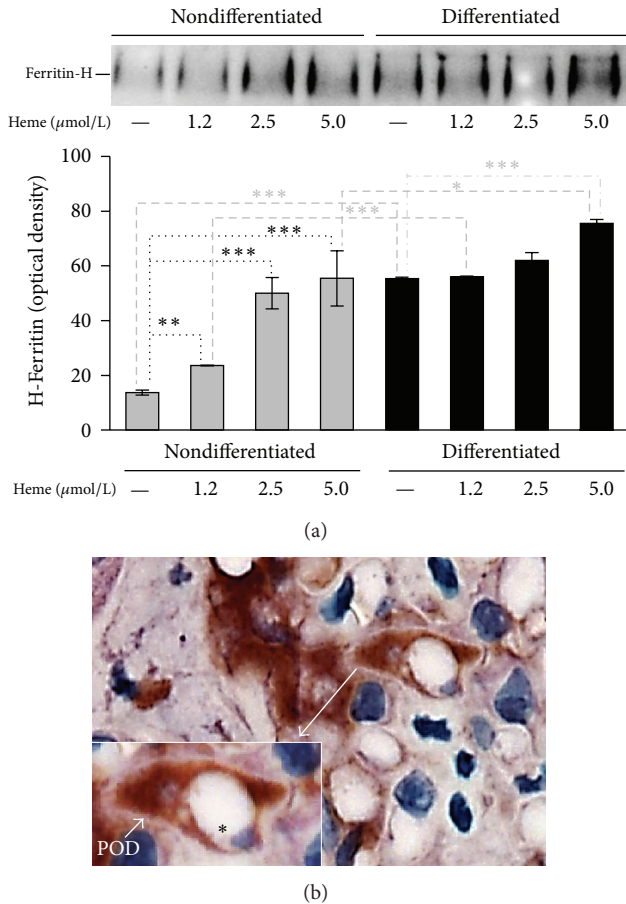 Nondifferentiated Differentiated
Ferritin-H
Heme (μmol/L) — 1.2 2.5 5.0 — 1.2 2.5 5.0
100
80
60
40
20
0
H-Ferritin (optical density)
***
*
***
***
***
***
**
Nondifferentiated Differentiated
Heme (μmol/L) — 1.2 2.5 5.0 — 1.2 2.5 5.0
(a)
*
POD
(b)